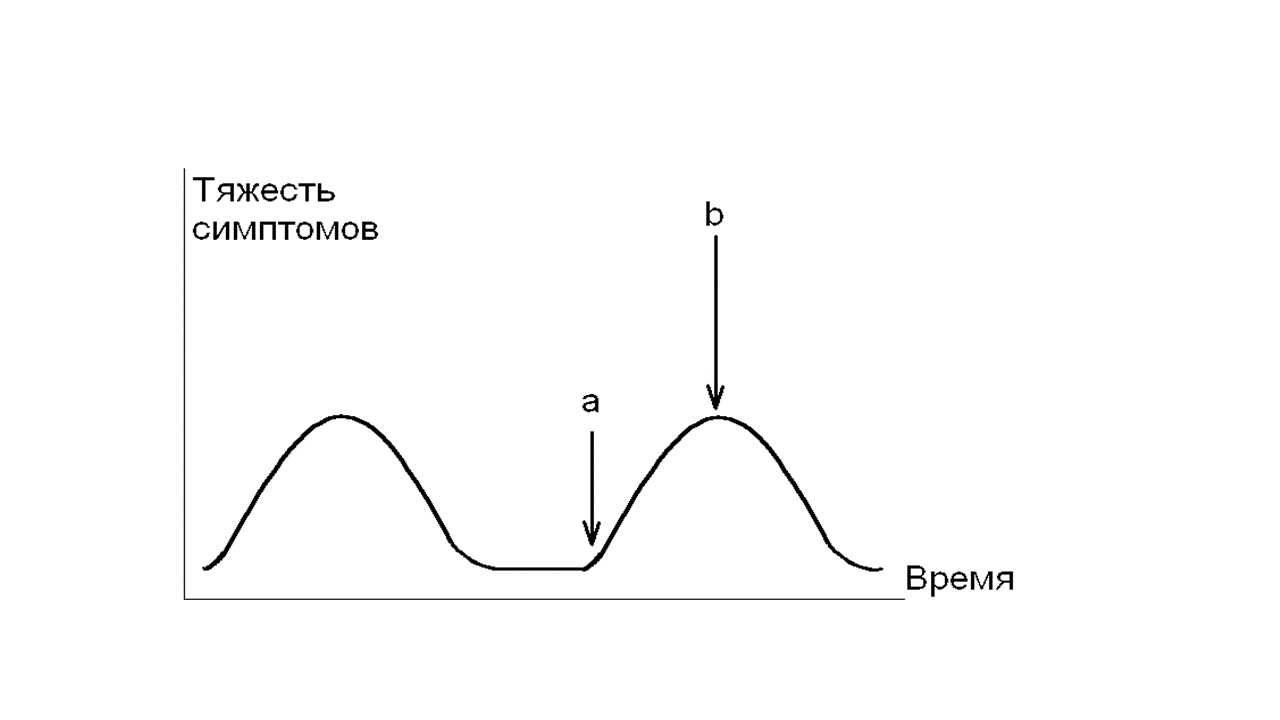 Тяжесть
симптомов
b
a
Время